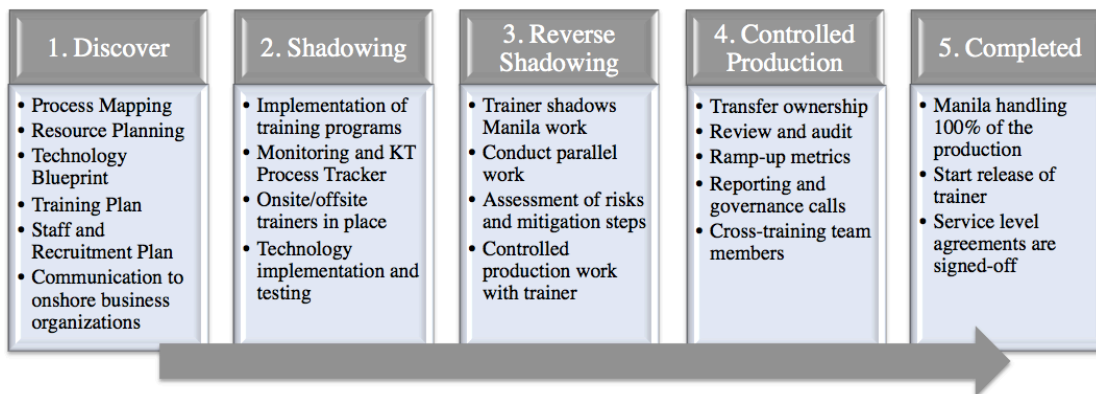 1. Discover
• Process Mapping
• Resource Planning
• Technology
Blueprint
• Training Plan
• Staff and
Recruitment Plan
• Communication to
onshore business
organizations
2. Shadowing
• Implementation of
training programs
• Monitoring and KT
Process Tracker
• Onsite/offsite
trainers in place
• Technology
implementation and
testing
3. Reverse
Shadowing
• Trainer shadows
Manila work
• Conduct parallel
work
• Assessment of risks
and mitigation steps
• Controlled
production work
with trainer
4. Controlled
Production
• Transfer ownership
• Review and audit
• Ramp-up metrics
• Reporting and
governance calls
• Cross-training team
members
5. Completed
• Manila handling
100% of the
production
• Start release of
trainer
• Service level
agreements are
signed-off